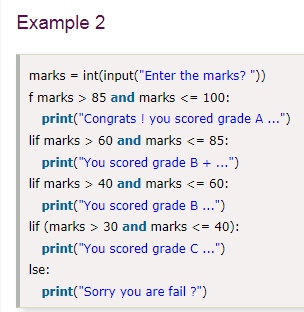 Example 2
marks = int(input("Enter the marks? "))
f marks > 85 and marks <= 100:
print("Congrats ! you scored grade A ...")
lif marks > 60 and marks <= 85:
print("You scored grade B + ...")
lif marks > 40 and marks <= 60:
print("You scored grade B ...")
lif (marks > 30 and marks <= 40):
print("You scored grade C ...")
lse:
print("Sorry you are fail ?")